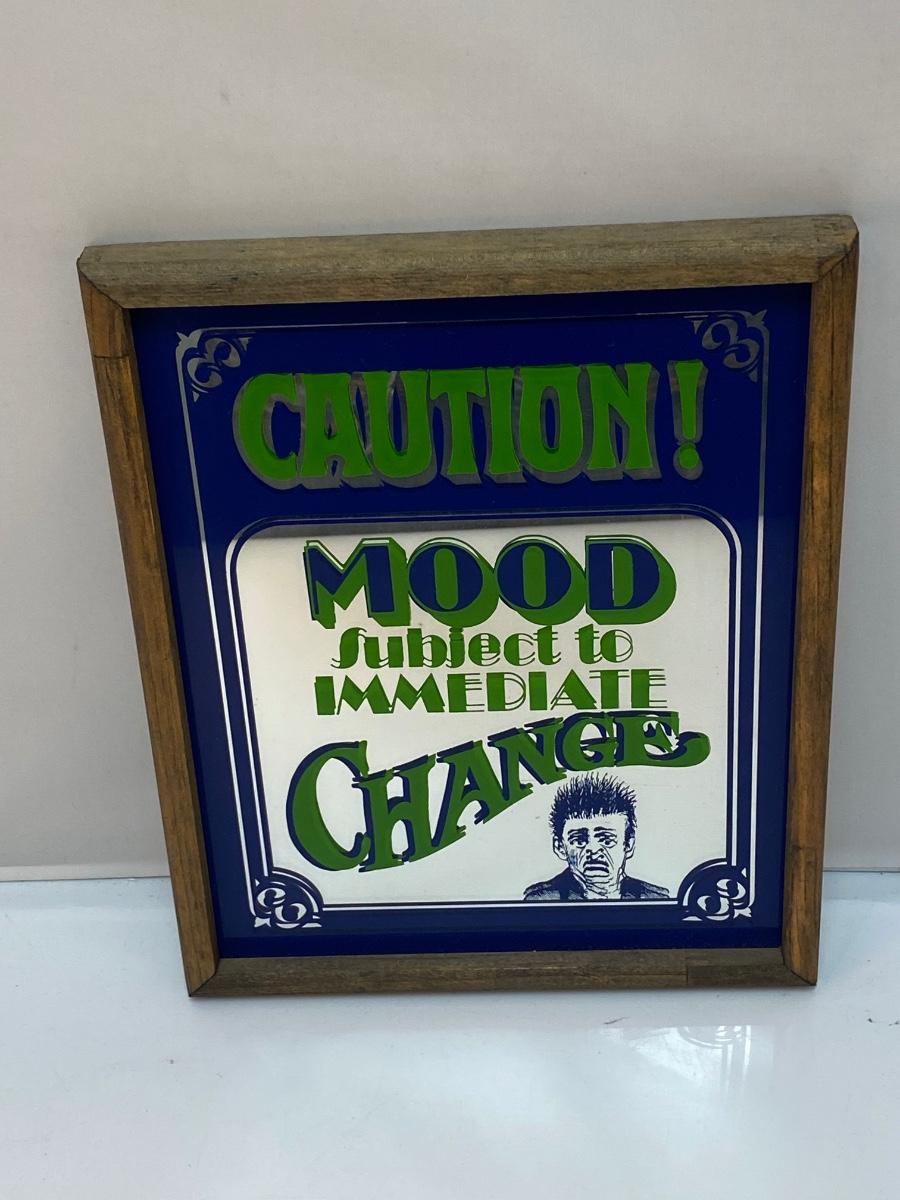 CAUTION!
MOOD
Subject to
IMMEDIATE
CHANGE